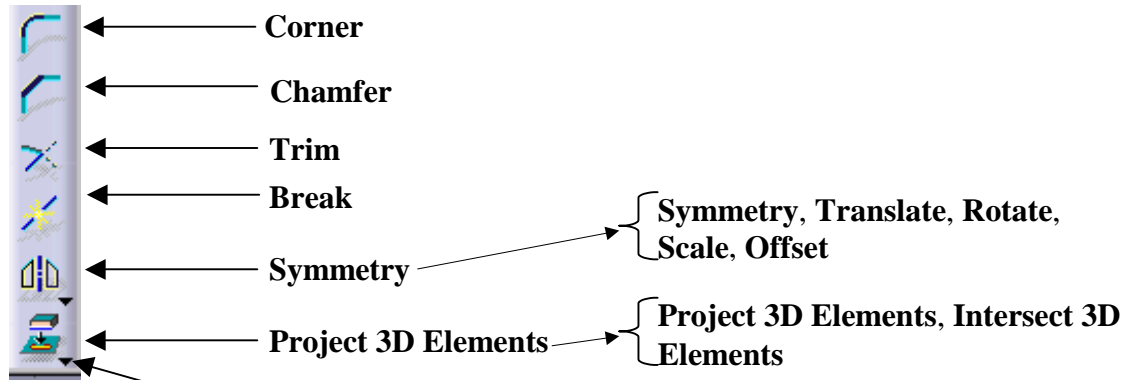 Corner
Chamfer
Trim
Break
Symmetry
Symmetry, Translate, Rotate,
Scale, Offset
Project 3D Elements
Project 3D Elements, Intersect 3D
Elements